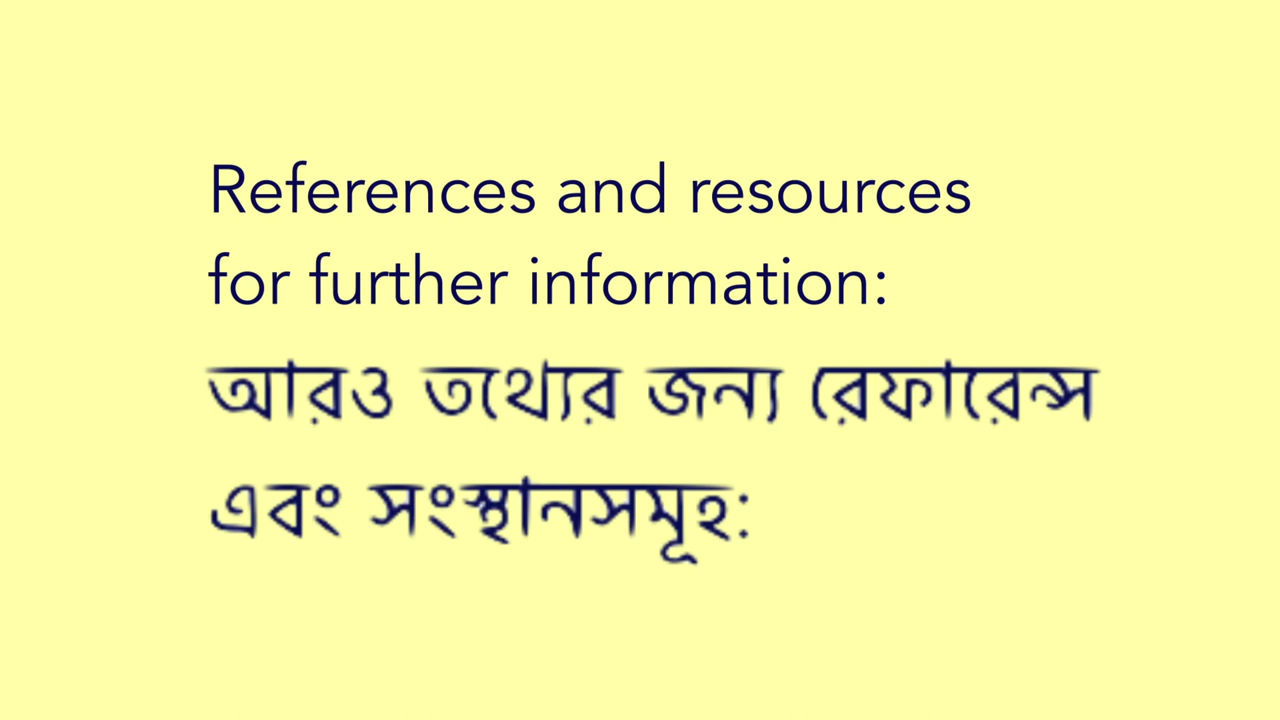 References and resources
for further information:
আরও তথ্যের জন্য রেফারেন্স
এবং সংস্থানসমূহ: